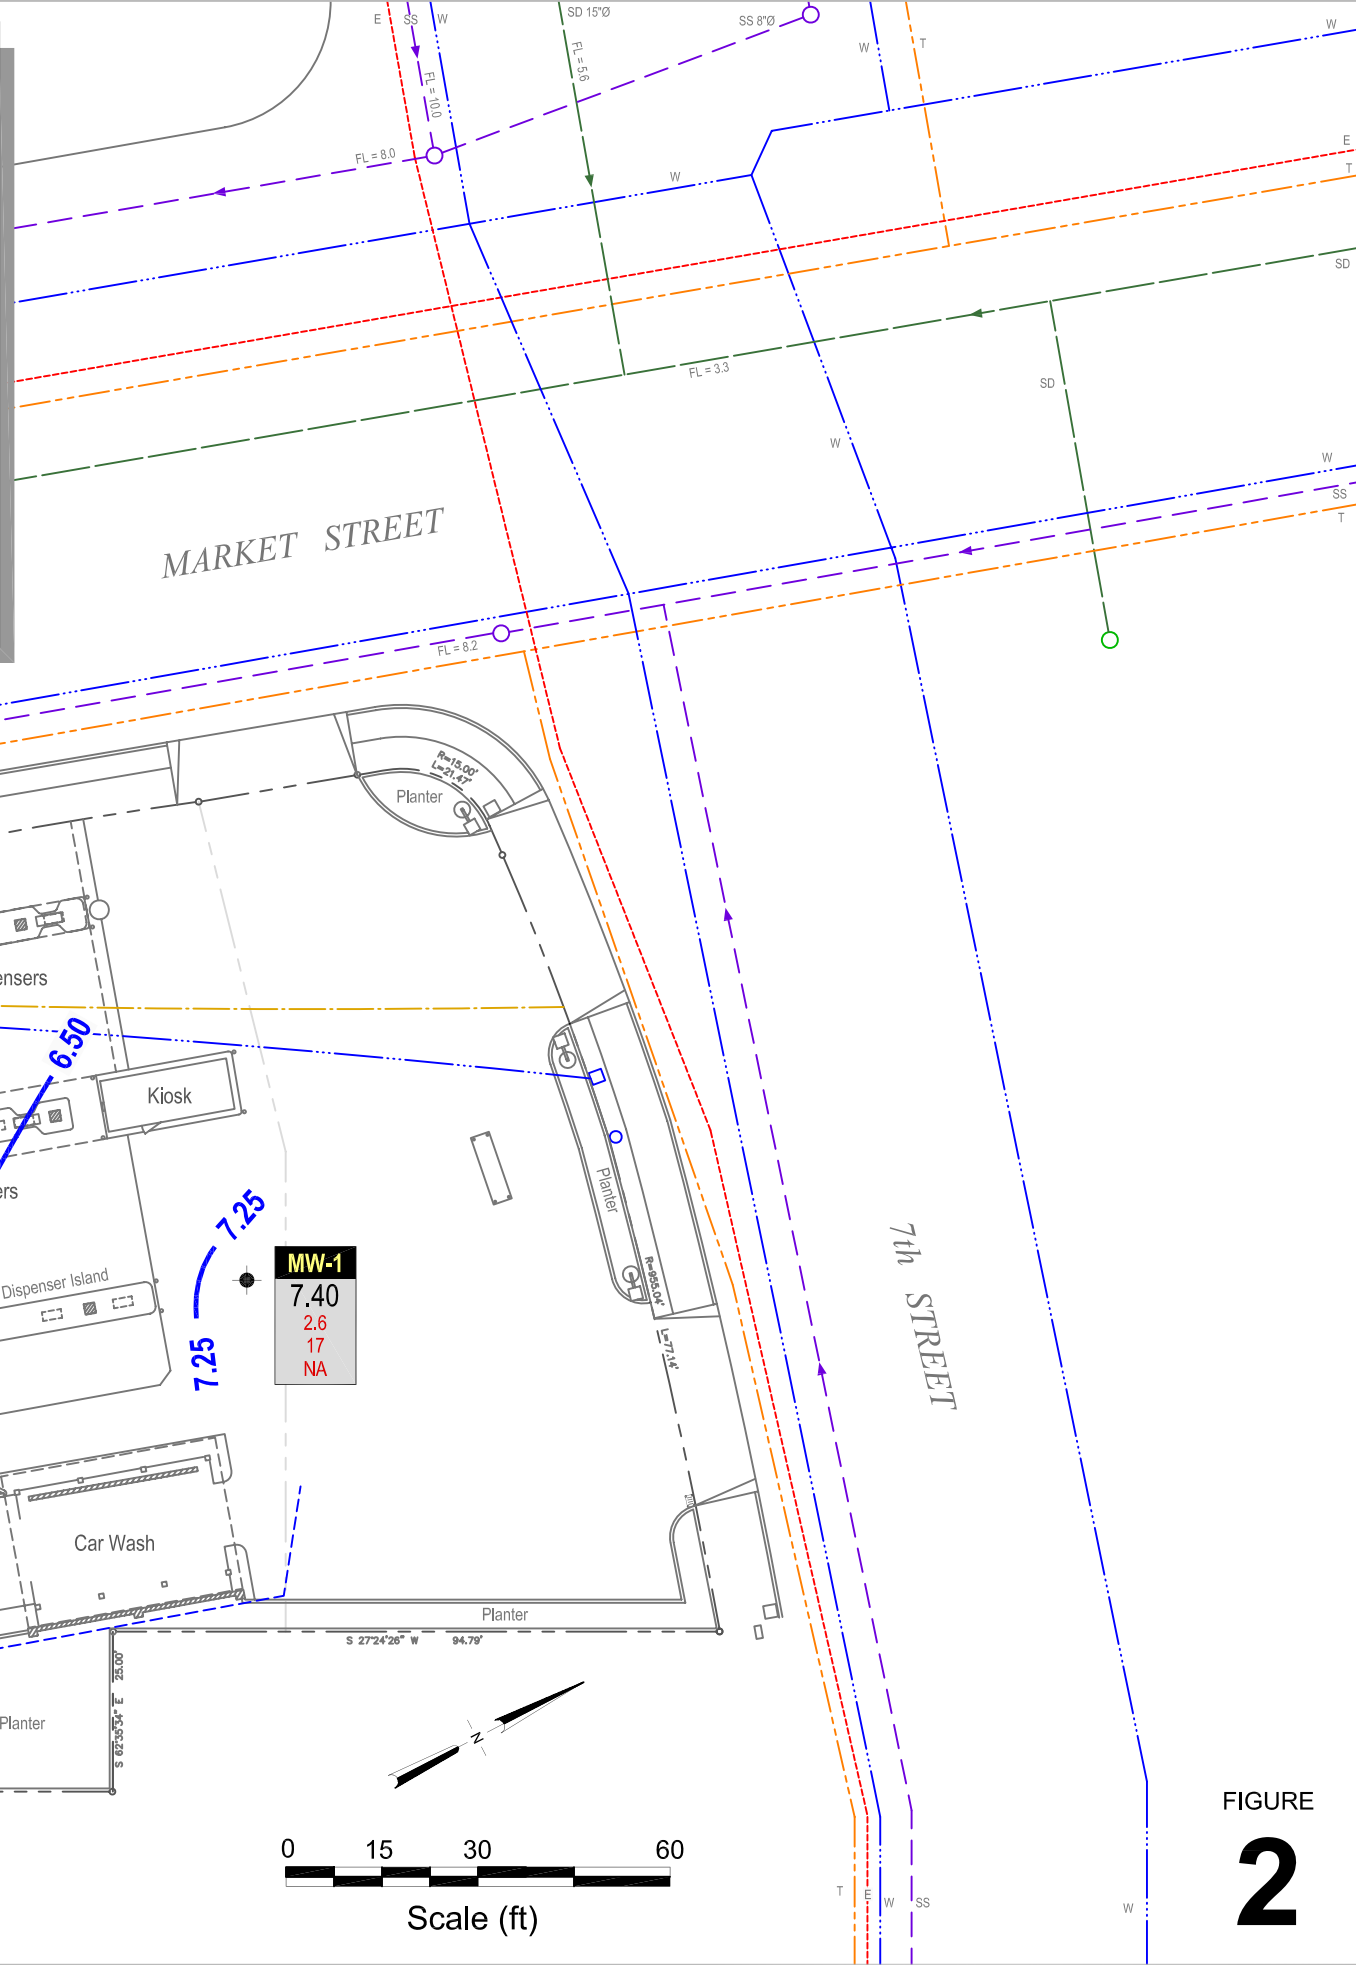 E
SS
W
SD 15"Ø
SS 8"Ø
W
T
W
FL = 5.6
FL = 10.0
FL = 8.0
W
E
T
SD
FL = 3.3
SD
W
W
SS
T
MARKET STREET
FL = 8.2
R=15.00'
L=21.47'
Planter
ensers
6.50
Kiosk
ers
Planter
7.25
MW-1
7.40
2.6
17
NA
7.25
Dispenser Island
R=955.04'
L=77.14'
7th STREET
Car Wash
Planter
S 27°24'26" W 94.79'
S 62°35'34" E 25.00'
Planter
N
0 15 30 60
Scale (ft)
T
E
W
SS
W
FIGURE
2